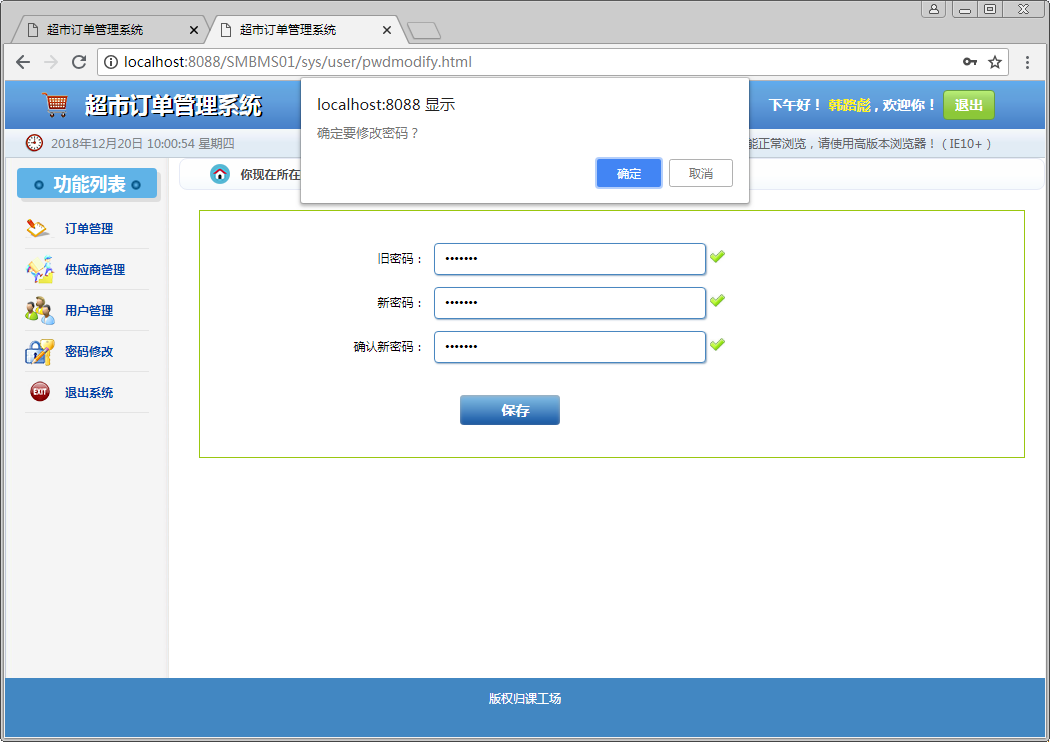 超市订单管理系统
超市订单管理系统
localhost:8088/SMBMS01/sys/user/pwdmodify.html
超市订单管理系统
下午好！ 韩路彪 , 欢迎你！
退出
localhost:8088 显示
确定要修改密码？
确定
取消
2018年12月20日 10:00:54 星期四
能正常浏览，请使用高版本浏览器！（ IE10+ ）
功能列表
你现在所在
订单管理
供应商管理
用户管理
密码修改
EXIT
退出系统
旧密码：
•••••••
新密码：
•••••••
确认新密码：
•••••••
保存
版权归课工场